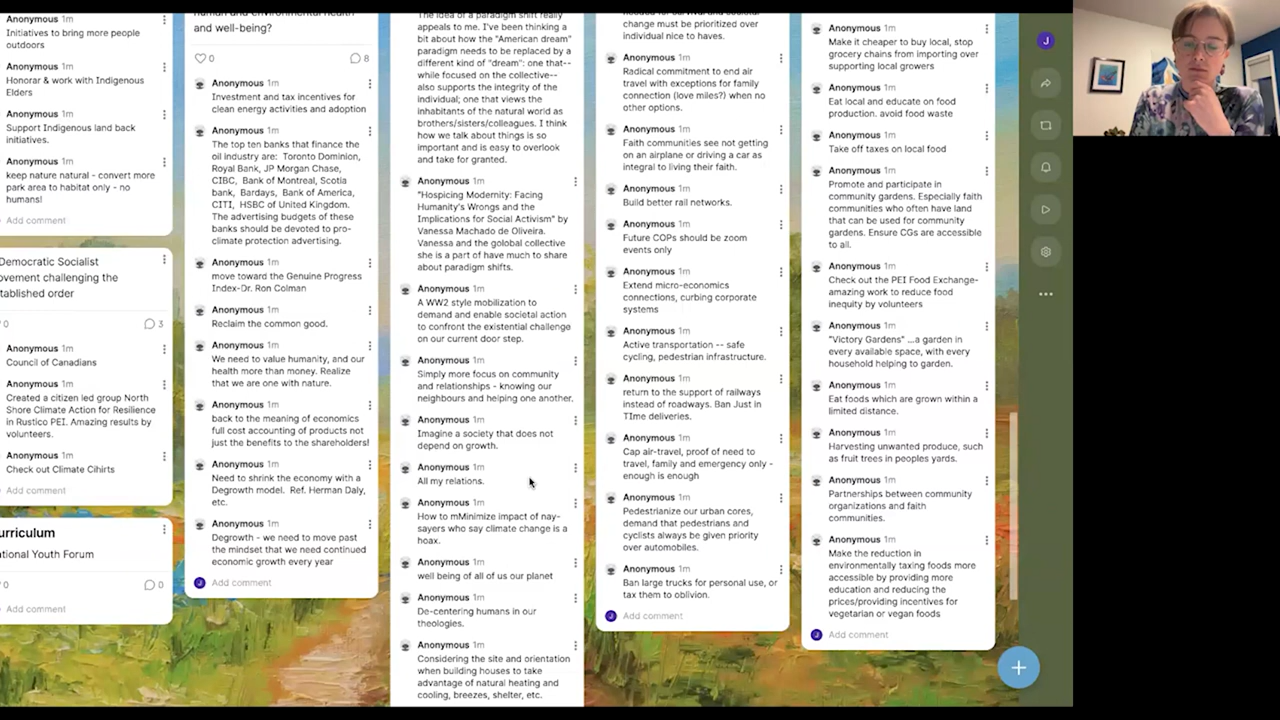 Anonymous 1m
Initiatives to bring more people
outdoors
Anonymous 1m
Honorar & work with Indigenous
Elders
Anonymous 1m
Support Indigenous land back
initiatives.
Anonymous 1m
keep nature natural - convert more
park area to habitat only - no
humans!
Add comment
Democratic Socialist
ovement challenging the
stablished order
0
3
Anonymous 1m
Council of Canadians
Anonymous 1m
Created a citizen led group North
Shore Climate Action for Resilience
in Rustico PEI. Amazing results by
volunteers.
Anonymous 1m
Check out Climate Cihirts
Add comment
urriculum
ational Youth Forum
0
0
Add comment
human and environmental health
and well-being?
0
8
Anonymous 1m
Investment and tax incentives for
clean energy activities and adoption
Anonymous 1m
The top ten banks that finance the
oil industry are: Toronto Dominion,
Royal Bank, JP Morgan Chase,
CIBC, Bank of Montreal, Scotia
bank, Bardays, Bank of America,
CITI, HSBC of United Kingdom.
The advertising budgets of these
banks should be devoted to pro-
climate protection advertising.
Anonymous 1m
move toward the Genuine Progress
Index-Dr. Ron Colman
Anonymous 1m
Reclaim the common good.
Anonymous 1m
We need to value humanity, and our
health more than money. Realize
that we are one with nature.
Anonymous 1m
back to the meaning of economics
full cost accounting of products not
just the benefits to the shareholders!
Anonymous 1m
Need to shrink the economy with a
Degrowth model. Ref. Herman Daly,
etc.
Anonymous 1m
Degrowth - we need to move past
the mindset that we need continued
economic growth every year
J Add comment
The idea of a paradigm shift really
appeals to me. I've been thinking a
bit about how the "American dream"
paradigm needs to be replaced by a
different kind of "dream": one that--
while focused on the collective--
also supports the integrity of the
individual; one that views the
inhabitants of the natural world as
brothers/sisters/colleagues. I think
how we talk about things is so
important and is easy to overlook
and take for granted.
Anonymous 1m
"Hospicing Modernity: Facing
Humanity's Wrongs and the
Implications for Social Activism" by
Vanessa Machado de Oliveira.
Vanessa and the golobal collective
she is a part of have much to share
about paradigm shifts.
Anonymous 1m
A WW2 style mobilization to
demand and enable societal action
to confront the existential challenge
on our current door step.
Anonymous 1m
Simply more focus on community
and relationships - knowing our
neighbours and helping one another.
Anonymous 1m
Imagine a society that does not
depend on growth.
Anonymous 1m
All my relations.
Anonymous 1m
How to mMinimize impact of nay-
sayers who say climate change is a
hoax.
Anonymous 1m
well being of all of us our planet
Anonymous 1m
De-centering humans in our
theologies.
Anonymous 1m
Considering the site and orientation
when building houses to take
advantage of natural heating and
cooling, breezes, shelter, etc.
change must be prioritized over
individual nice to haves.
Anonymous 1m
Radical commitment to end air
travel with exceptions for family
connection (love miles?) when no
other options.
Anonymous 1m
Faith communities see not getting
on an airplane or driving a car as
integral to living their faith.
Anonymous 1m
Build better rail networks.
Anonymous 1m
Future COPs should be zoom
events only
Anonymous 1m
Extend micro-economics
connections, curbing corporate
systems
Anonymous 1m
Active transportation -- safe
cycling, pedestrian infrastructure.
Anonymous 1m
return to the support of railways
instead of roadways. Ban Just in
TIme deliveries.
Anonymous 1m
Cap air-travel, proof of need to
travel, family and emergency only -
enough is enough
Anonymous 1m
Pedestrianize our urban cores,
demand that pedestrians and
cyclists always be given priority
over automobiles.
Anonymous 1m
Ban large trucks for personal use, or
tax them to oblivion.
J Add comment
Anonymous 1m
Make it cheaper to buy local, stop
grocery chains from importing over
supporting local growers
Anonymous 1m
Eat local and educate on food
production. avoid food waste
Anonymous 1m
Take off taxes on local food
Anonymous 1m
Promote and participate in
community gardens. Especially faith
communities who often have land
that can be used for community
gardens. Ensure CGs are accessible
to all.
Anonymous 1m
Check out the PEI Food Exchange-
amazing work to reduce food
inequity by volunteers
Anonymous 1m
"Victory Gardens" ...a garden in
every available space, with every
household helping to garden.
Anonymous 1m
Eat foods which are grown within a
limited distance.
Anonymous 1m
Harvesting unwanted produce, such
as fruit trees in peoples yards.
Anonymous 1m
Partnerships between community
organizations and faith
communities.
Anonymous 1m
Make the reduction in
environmentally taxing foods more
accessible by providing more
education and reducing the
prices/providing incentives for
vegetarian or vegan foods
J Add comment
J